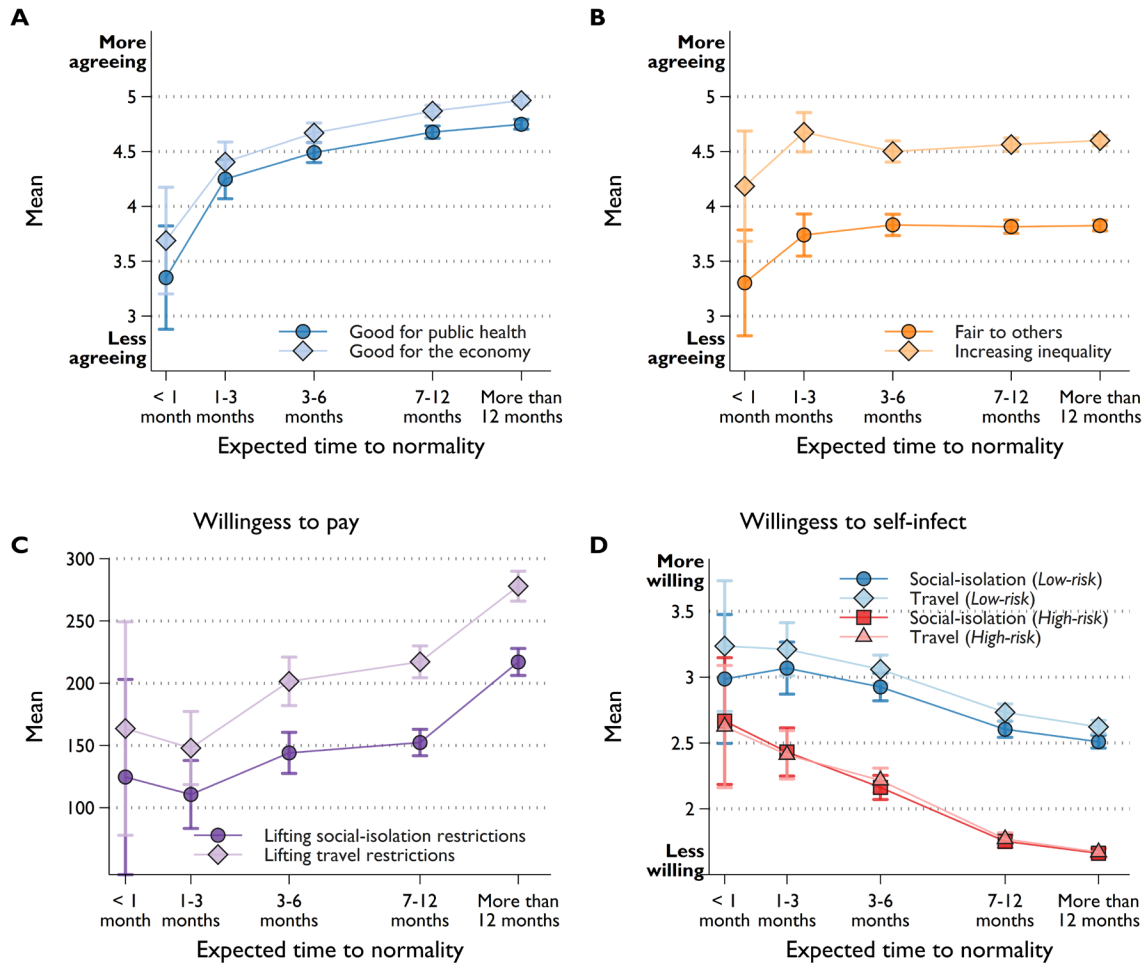 A
More
agreeing
5
4.5
4
3.5
3
Mean
Less
agreeing
Good for public health
Good for the economy
< 1
month
1-3
months
3-6
months
7-12
months
More than
12 months
Expected time to normality
B
More
agreeing
5
4.5
4
3.5
3
Mean
Less
agreeing
Fair to others
Increasing inequality
< 1
month
1-3
months
3-6
months
7-12
months
More than
12 months
Expected time to normality
Willingess to pay
C
300
250
200
150
100
Mean
Lifting social-isolation restrictions
Lifting travel restrictions
< 1
month
1-3
months
3-6
months
7-12
months
More than
12 months
Expected time to normality
Willingess to self-infect
D
More
willing
3.5
3
2.5
2
Mean
Less
willing
Social-isolation (Low-risk)
Travel (Low-risk)
Social-isolation (High-risk)
Travel (High-risk)
< 1
month
1-3
months
3-6
months
7-12
months
More than
12 months
Expected time to normality